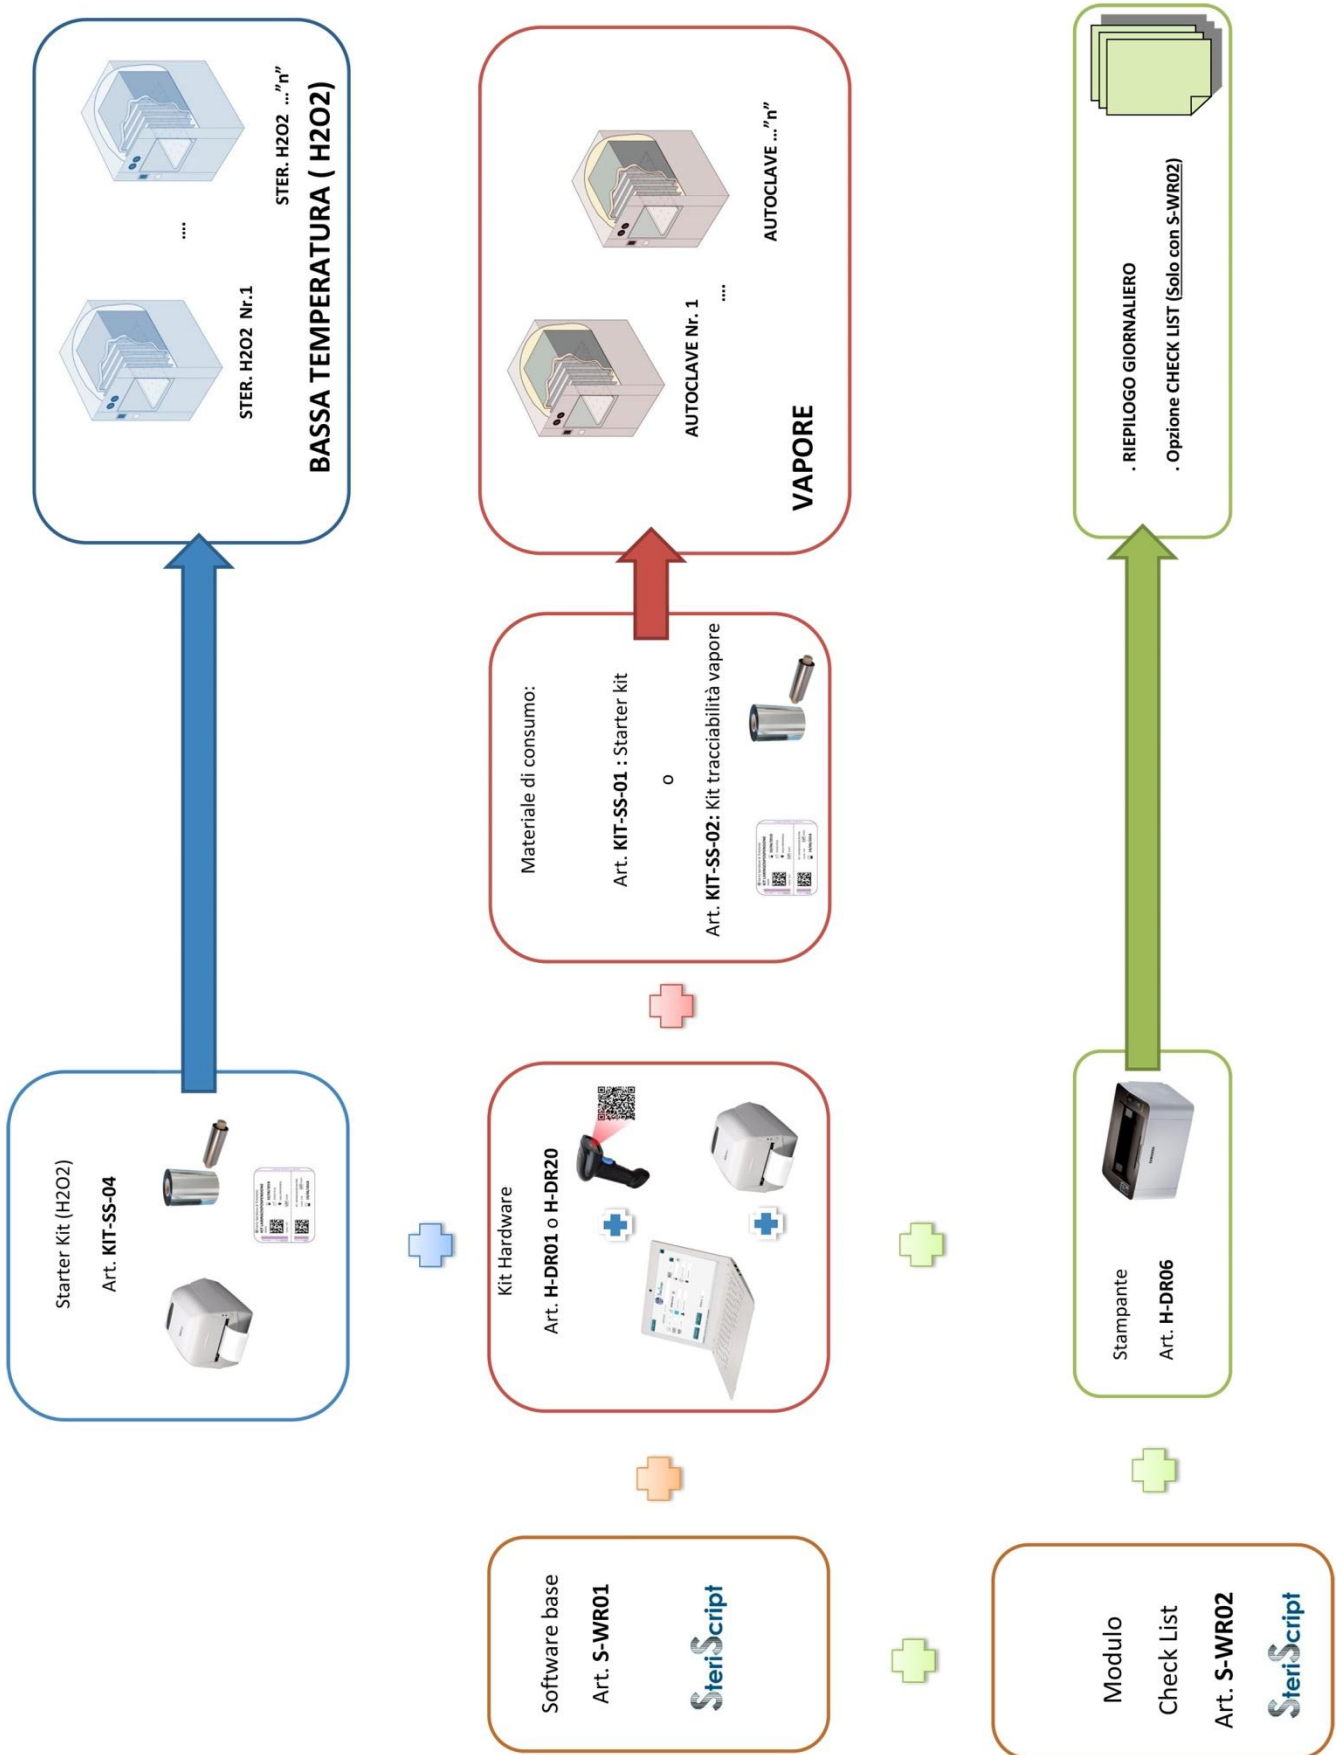 Starter Kit (H2O2)
Art. KIT-SS-04
STER. H2O2 Nr.1
....
STER. H2O2 ..."n"
BASSA TEMPERATURA ( H2O2)
Software base
Art. S-WR01
SteriScript
Kit Hardware
Art. H-DR01 o H-DR20
Materiale di consumo:
Art. KIT-SS-01 : Starter kit
o
Art. KIT-SS-02: Kit tracciabilità vapore
AUTOCLAVE Nr. 1
....
AUTOCLAVE ..."n"
VAPORE
Modulo
Check List
Art. S-WR02
SteriScript
Stampante
Art. H-DR06
. RIEPILOGO GIORNALIERO
. Opzione CHECK LIST (Solo con S-WR02)